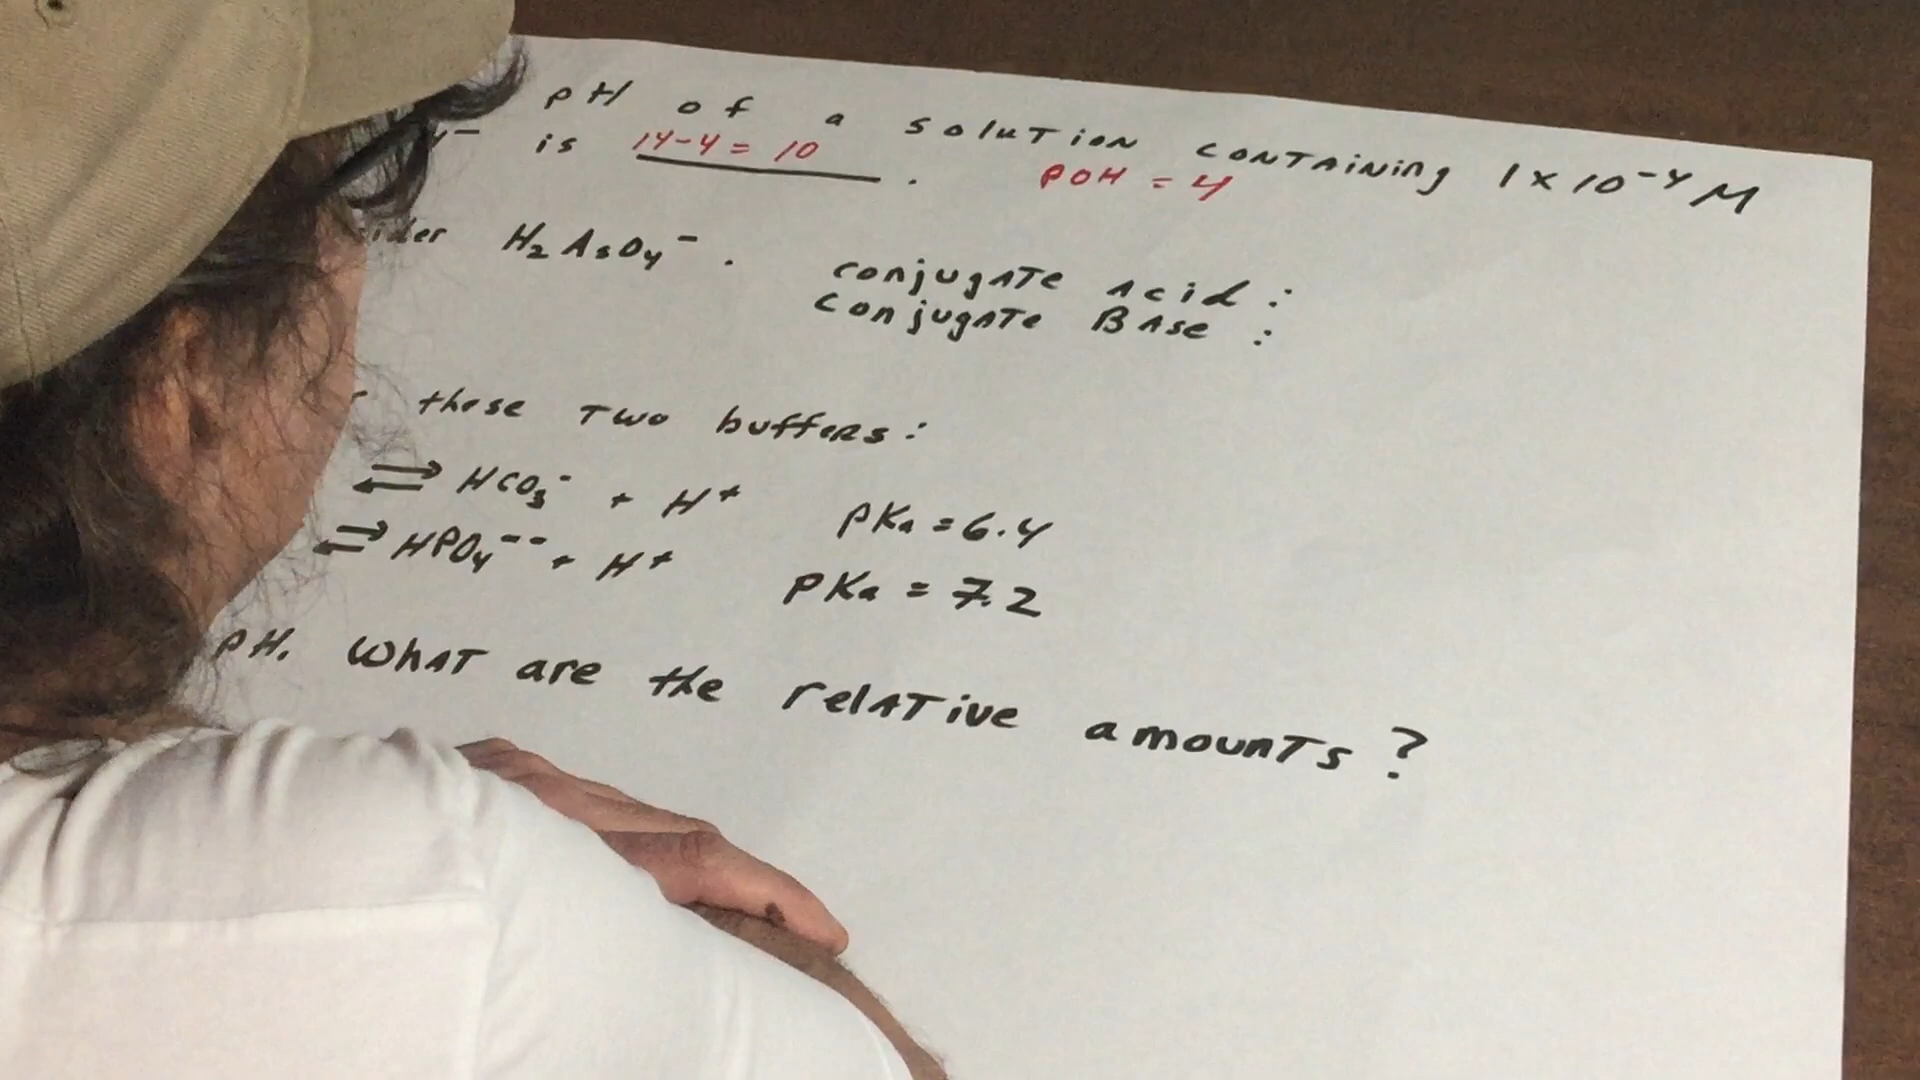 pH of a solution containing 1 x 10⁻⁴ M
is 14-4 = 10 . POH = 4
H₂AsO₄⁻ . conjugate acid :
conjugate Base :
these two buffers:
⇌ HCO₃⁻ + H⁺ pKa = 6.4
⇌ HPO₄⁻⁻ + H⁺ pKa = 7.2
pH. What are the relative amounts ?